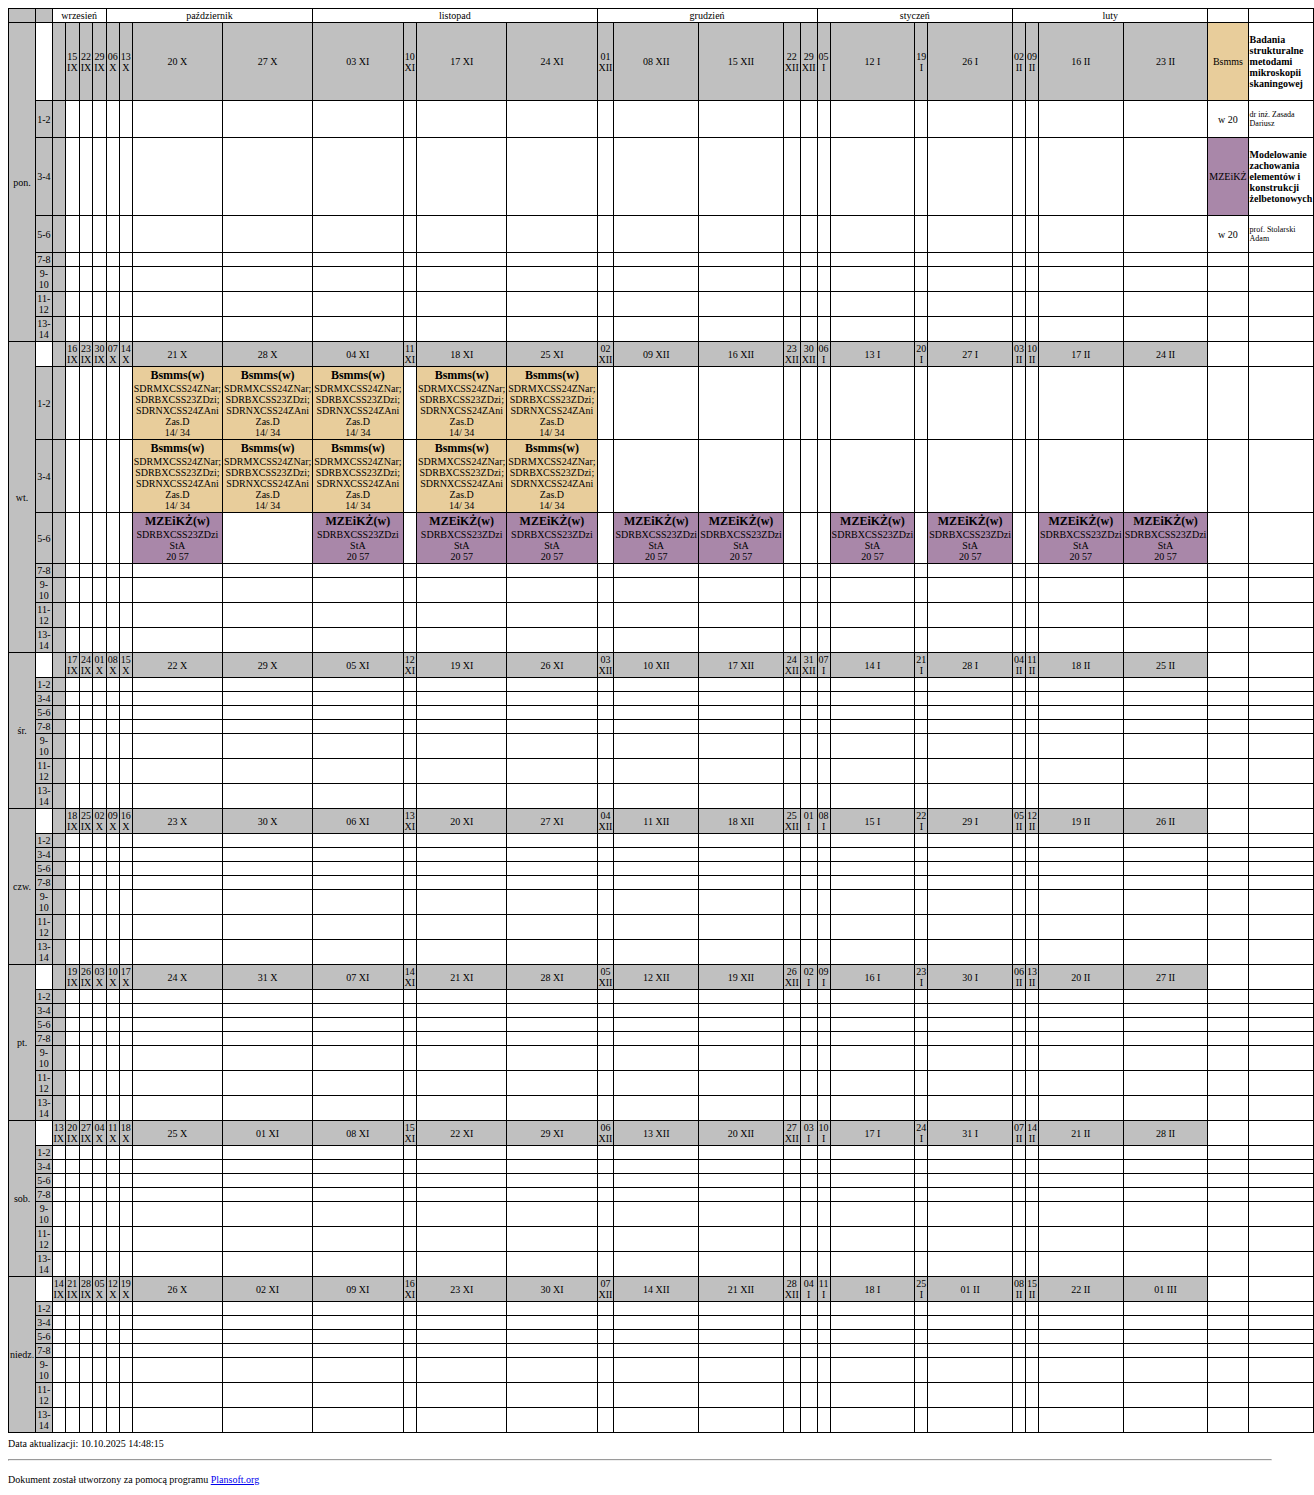 wrzesień październik listopad grudzień styczeń luty
pon. 15 IX 22 IX 29 IX 06 X 13 X 20 X 27 X 03 XI 10 XI 17 XI 24 XI 01 XII 08 XII 15 XII 22 XII 29 XII 05 I 12 I 19 I 26 I 02 II 09 II 16 II 23 II Bsmms Badania strukturalne metodami mikroskopii skaningowej
1-2 w 20 dr inż. Zasada Dariusz
3-4 MZEiKŻ Modelowanie zachowania elementów i konstrukcji żelbetonowych
5-6 w 20 prof. Stolarski Adam
7-8
9-10
11-12
13-14
wt. 16 IX 23 IX 30 IX 07 X 14 X 21 X 28 X 04 XI 11 XI 18 XI 25 XI 02 XII 09 XII 16 XII 23 XII 30 XII 06 I 13 I 20 I 27 I 03 II 10 II 17 II 24 II
1-2 Bsmms(w) Bsmms(w) Bsmms(w) Bsmms(w) Bsmms(w)
SDRMXCSS24ZNar; SDRMXCSS24ZNar; SDRMXCSS24ZNar; SDRMXCSS24ZNar; SDRMXCSS24ZNar;
SDRBXCSS23ZDzi; SDRBXCSS23ZDzi; SDRBXCSS23ZDzi; SDRBXCSS23ZDzi; SDRBXCSS23ZDzi;
SDRNXCSS24ZAni SDRNXCSS24ZAni SDRNXCSS24ZAni SDRNXCSS24ZAni SDRNXCSS24ZAni
Zas.D Zas.D Zas.D Zas.D Zas.D
14/ 34 14/ 34 14/ 34 14/ 34 14/ 34
3-4 Bsmms(w) Bsmms(w) Bsmms(w) Bsmms(w) Bsmms(w)
SDRMXCSS24ZNar; SDRMXCSS24ZNar; SDRMXCSS24ZNar; SDRMXCSS24ZNar; SDRMXCSS24ZNar;
SDRBXCSS23ZDzi; SDRBXCSS23ZDzi; SDRBXCSS23ZDzi; SDRBXCSS23ZDzi; SDRBXCSS23ZDzi;
SDRNXCSS24ZAni SDRNXCSS24ZAni SDRNXCSS24ZAni SDRNXCSS24ZAni SDRNXCSS24ZAni
Zas.D Zas.D Zas.D Zas.D Zas.D
14/ 34 14/ 34 14/ 34 14/ 34 14/ 34
5-6 MZEiKŻ(w) MZEiKŻ(w) MZEiKŻ(w) MZEiKŻ(w) MZEiKŻ(w) MZEiKŻ(w) MZEiKŻ(w) MZEiKŻ(w) MZEiKŻ(w) MZEiKŻ(w)
SDRBXCSS23ZDzi SDRBXCSS23ZDzi SDRBXCSS23ZDzi SDRBXCSS23ZDzi SDRBXCSS23ZDzi SDRBXCSS23ZDzi SDRBXCSS23ZDzi SDRBXCSS23ZDzi SDRBXCSS23ZDzi SDRBXCSS23ZDzi
StA StA StA StA StA StA StA StA StA StA
20 57 20 57 20 57 20 57 20 57 20 57 20 57 20 57 20 57 20 57
7-8
9-10
11-12
13-14
śr. 17 IX 24 IX 01 X 08 X 15 X 22 X 29 X 05 XI 12 XI 19 XI 26 XI 03 XII 10 XII 17 XII 24 XII 31 XII 07 I 14 I 21 I 28 I 04 II 11 II 18 II 25 II
1-2
3-4
5-6
7-8
9-10
11-12
13-14
czw. 18 IX 25 IX 02 X 09 X 16 X 23 X 30 X 06 XI 13 XI 20 XI 27 XI 04 XII 11 XII 18 XII 25 XII 01 I 08 I 15 I 22 I 29 I 05 II 12 II 19 II 26 II
1-2
3-4
5-6
7-8
9-10
11-12
13-14
pt. 19 IX 26 IX 03 X 10 X 17 X 24 X 31 X 07 XI 14 XI 21 XI 28 XI 05 XII 12 XII 19 XII 26 XII 02 I 09 I 16 I 23 I 30 I 06 II 13 II 20 II 27 II
1-2
3-4
5-6
7-8
9-10
11-12
13-14
sob. 13 IX 20 IX 27 IX 04 X 11 X 18 X 25 X 01 XI 08 XI 15 XI 22 XI 29 XI 06 XII 13 XII 20 XII 27 XII 03 I 10 I 17 I 24 I 31 I 07 II 14 II 21 II 28 II
1-2
3-4
5-6
7-8
9-10
11-12
13-14
niedz 14 IX 21 IX 28 IX 05 X 12 X 19 X 26 X 02 XI 09 XI 16 XI 23 XI 30 XI 07 XII 14 XII 21 XII 28 XII 04 I 11 I 18 I 25 I 01 II 08 II 15 II 22 II 01 III
1-2
3-4
5-6
7-8
9-10
11-12
13-14
Data aktualizacji: 10.10.2025 14:48:15
Dokument został utworzony za pomocą programu Plansoft.org